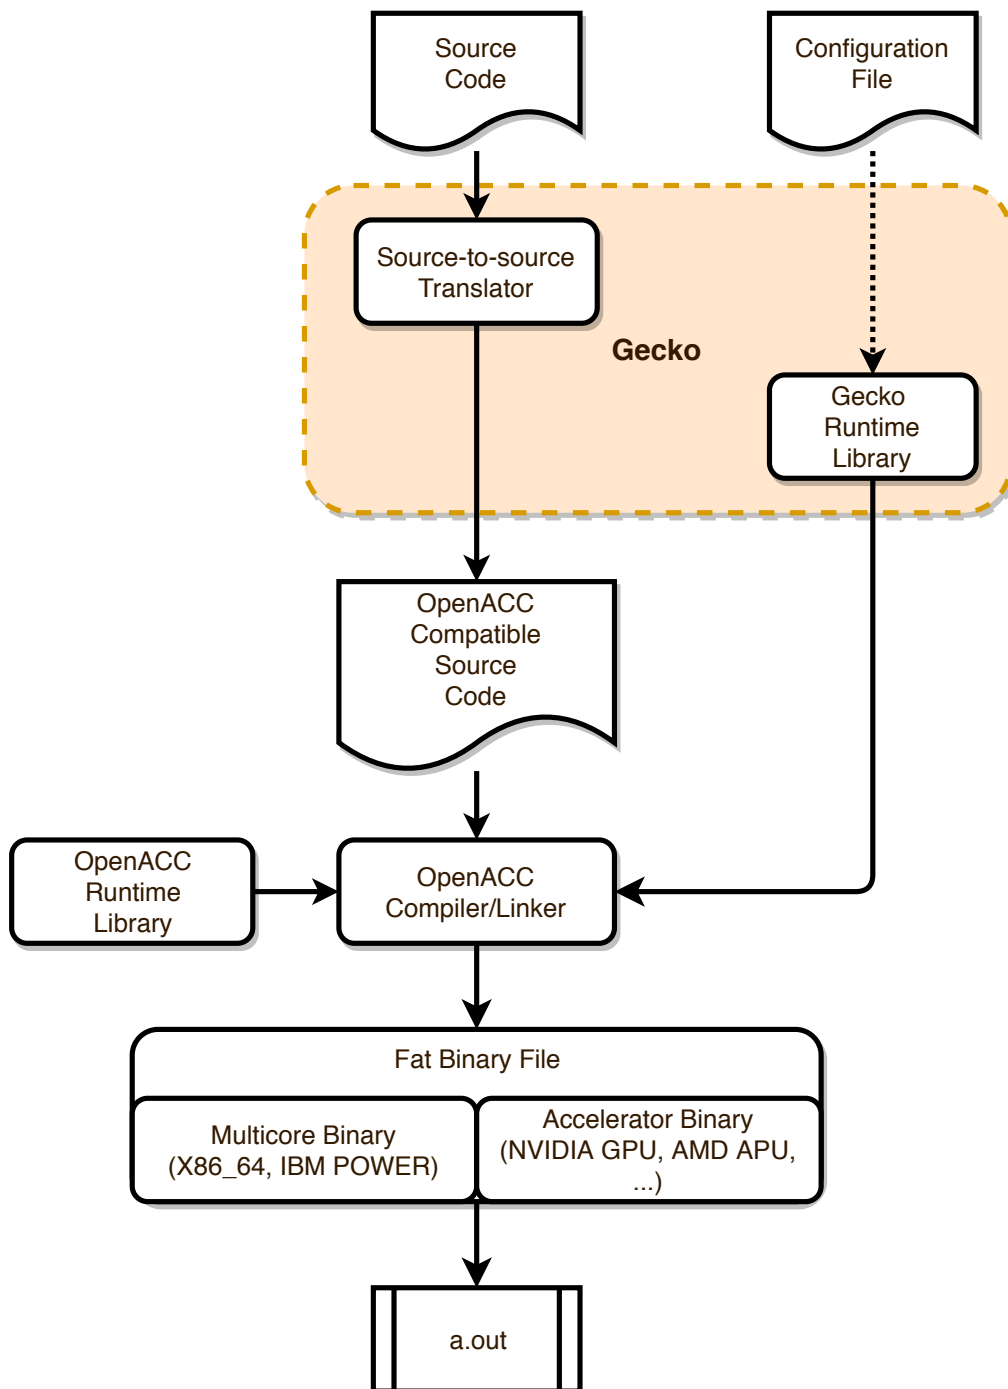 Source
Code
Configuration
File
Source-to-source
Translator
Gecko
Gecko
Runtime
Library
OpenACC
Compatible
Source
Code
OpenACC
Runtime
Library
OpenACC
Compiler/Linker
Fat Binary File
Multicore Binary
(X86_64, IBM POWER)
Accelerator Binary
(NVIDIA GPU, AMD APU,
...)
a.out